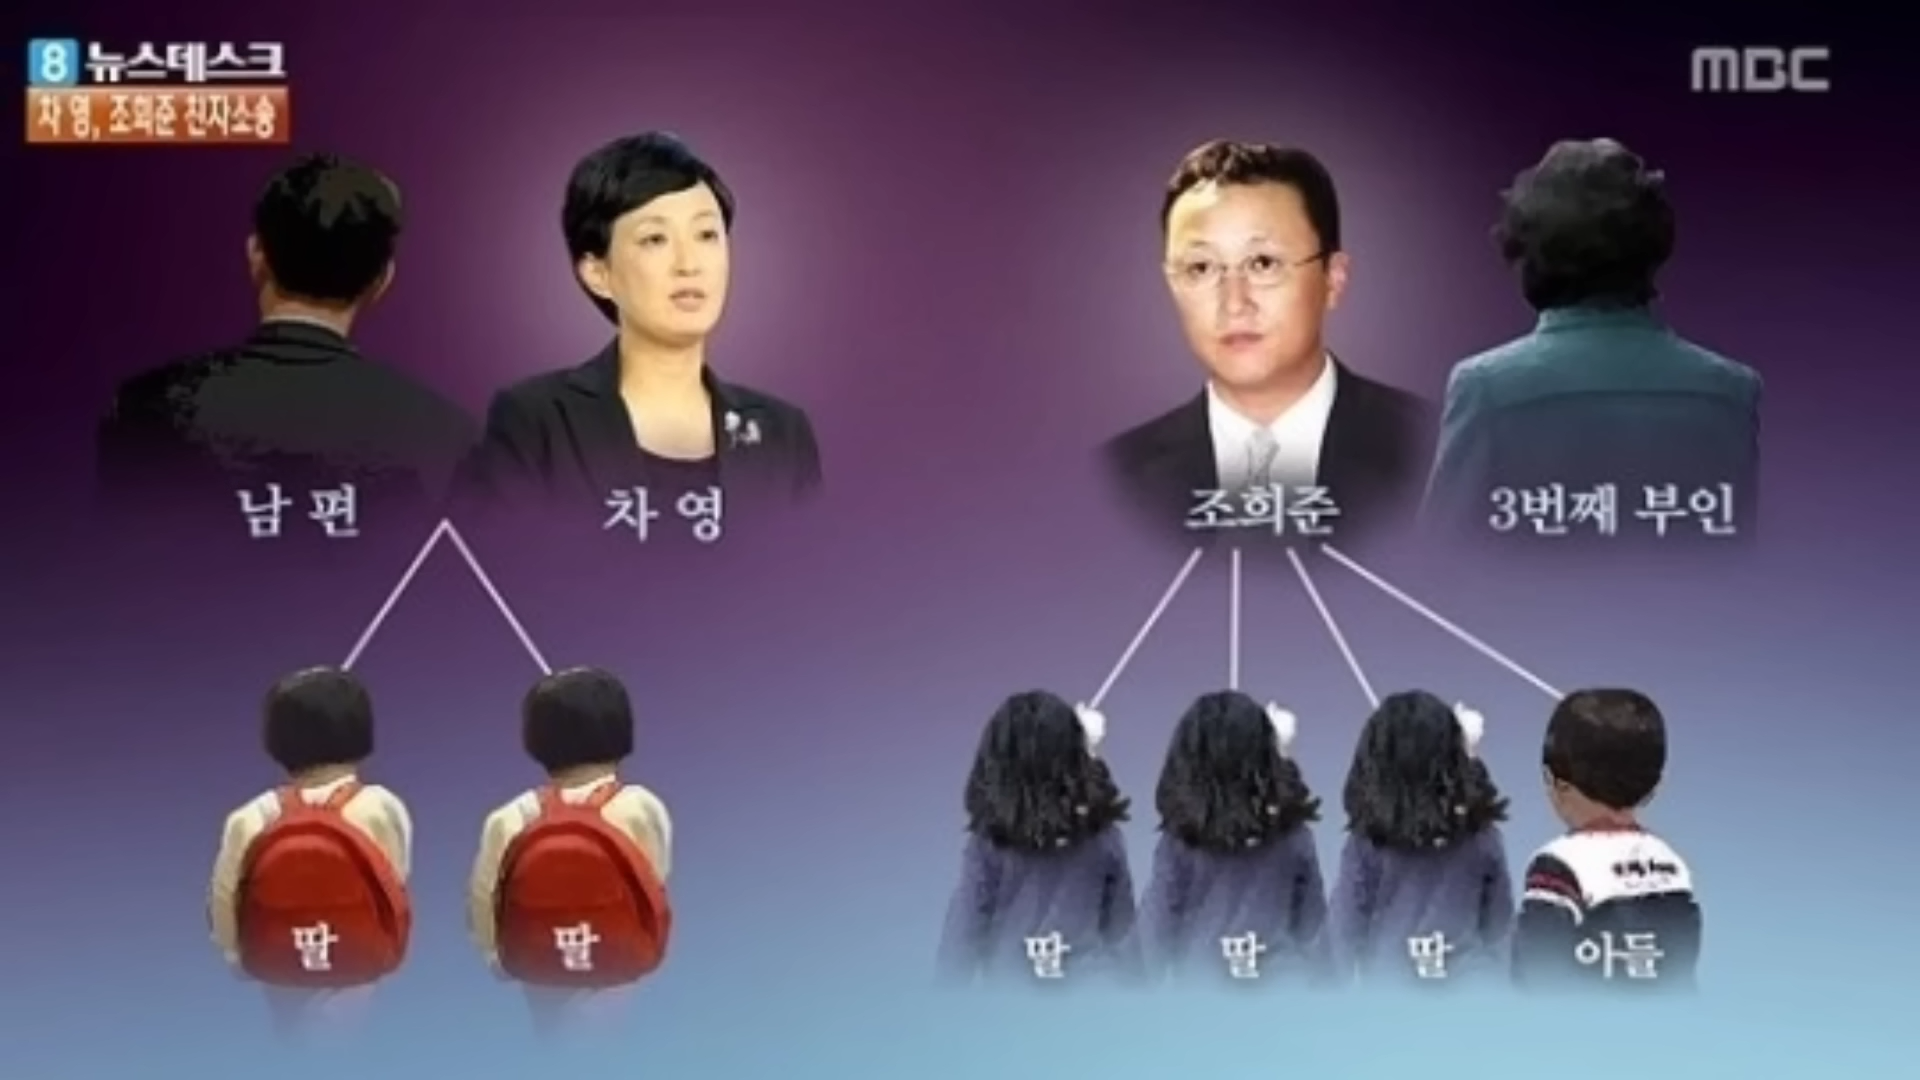 8 뉴스데스크
MBC
차 영, 조희준 친자소송
남 편
차 영
조희준
3번째 부인
딸
딸
딸
딸
딸
아들